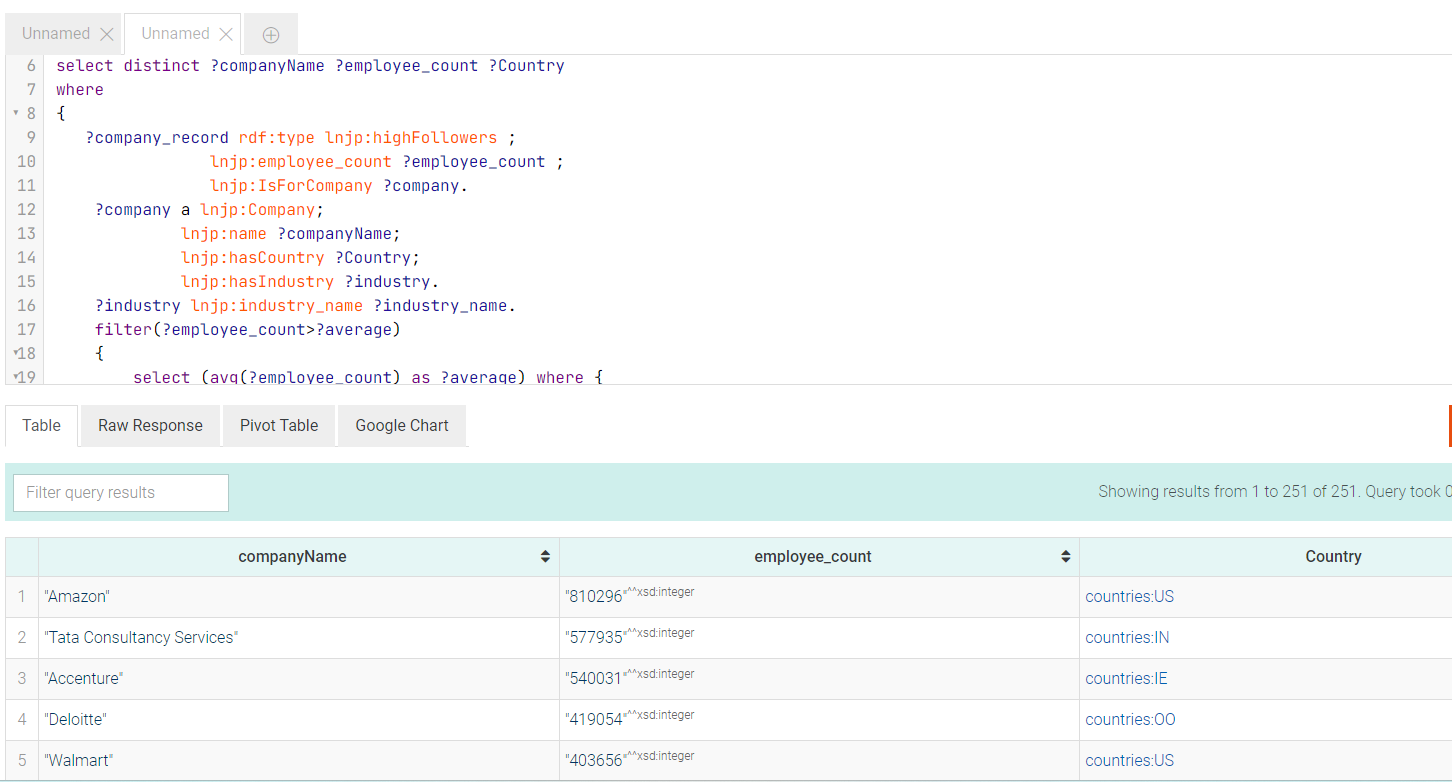 Unnamed Unnamed
6 select distinct ?companyName ?employee_count ?Country
7 where
8 {
9 ?company_record rdf:type lnjp:highFollowers ;
10 lnjp:employee_count ?employee_count ;
11 lnjp:IsForCompany ?company.
12 ?company a lnjp:Company;
13 lnjp:name ?companyName;
14 lnjp:hasCountry ?Country;
15 lnjp:hasIndustry ?industry.
16 ?industry lnjp:industry_name ?industry_name.
17 filter(?employee_count>?average)
18 {
19 select (avg(?employee_count) as ?average) where {
Table Raw Response Pivot Table Google Chart
Filter query results Showing results from 1 to 251 of 251. Query took 0
companyName employee_count Country
1 "Amazon" "810296"^^xsd:integer countries:US
2 "Tata Consultancy Services" "577935"^^xsd:integer countries:IN
3 "Accenture" "540031"^^xsd:integer countries:IE
4 "Deloitte" "419054"^^xsd:integer countries:OO
5 "Walmart" "403656"^^xsd:integer countries:US